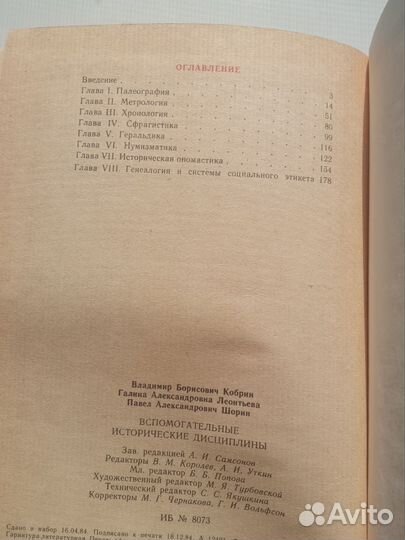 ОГЛАВЛЕНИЕ
Введение . . . . . . . . 3
Глава I. Палеография . . . . . . . 14
Глава II. Метрология . . . . . . . 51
Глава III. Хронология . . . . . . . 80
Глава IV. Сфрагистика . . . . . . . 99
Глава V. Геральдика . . . . . . . 116
Глава VI. Нумизматика . . . . . . . 122
Глава VII. Историческая ономастика . . . . . 154
Глава VIII. Генеалогия и системы социального этикета 178
Владимир Борисович Кобрин
Галина Александровна Леонтьева
Павел Александрович Шорин
ВСПОМОГАТЕЛЬНЫЕ
ИСТОРИЧЕСКИЕ ДИСЦИПЛИНЫ
Зав. редакцией А. И. Самсонов
Редакторы В. М. Королев, А. И. Уткин
Мл. редактор Б. Б. Попова
Художественный редактор М. Я. Турбовской
Технический редактор С. С. Якушкина
Корректоры М. Г. Чернакова, Г. И. Вольфсон
ИБ № 8073
Сдано в набор 16.04.84. Подписано к печати 18.12.84.
Гарнитура литературная.
Avito